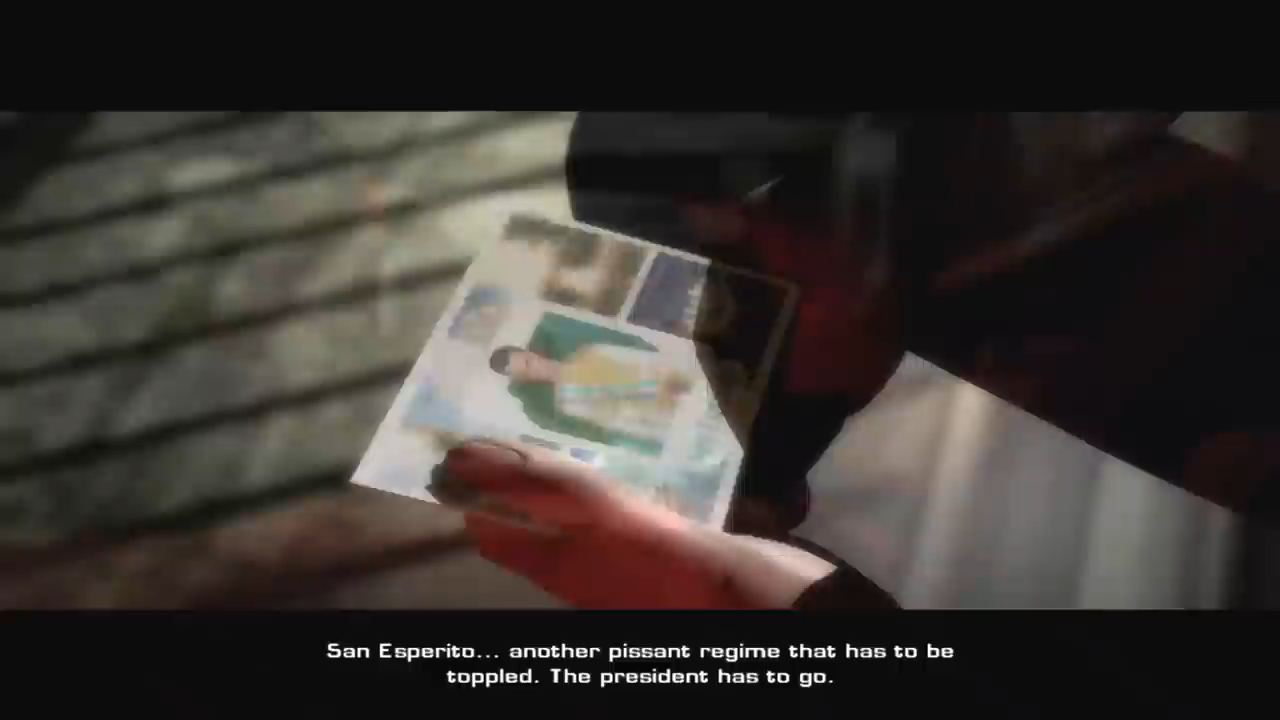 San Esperito... another pissant regime that has to be
toppled. The president has to go.